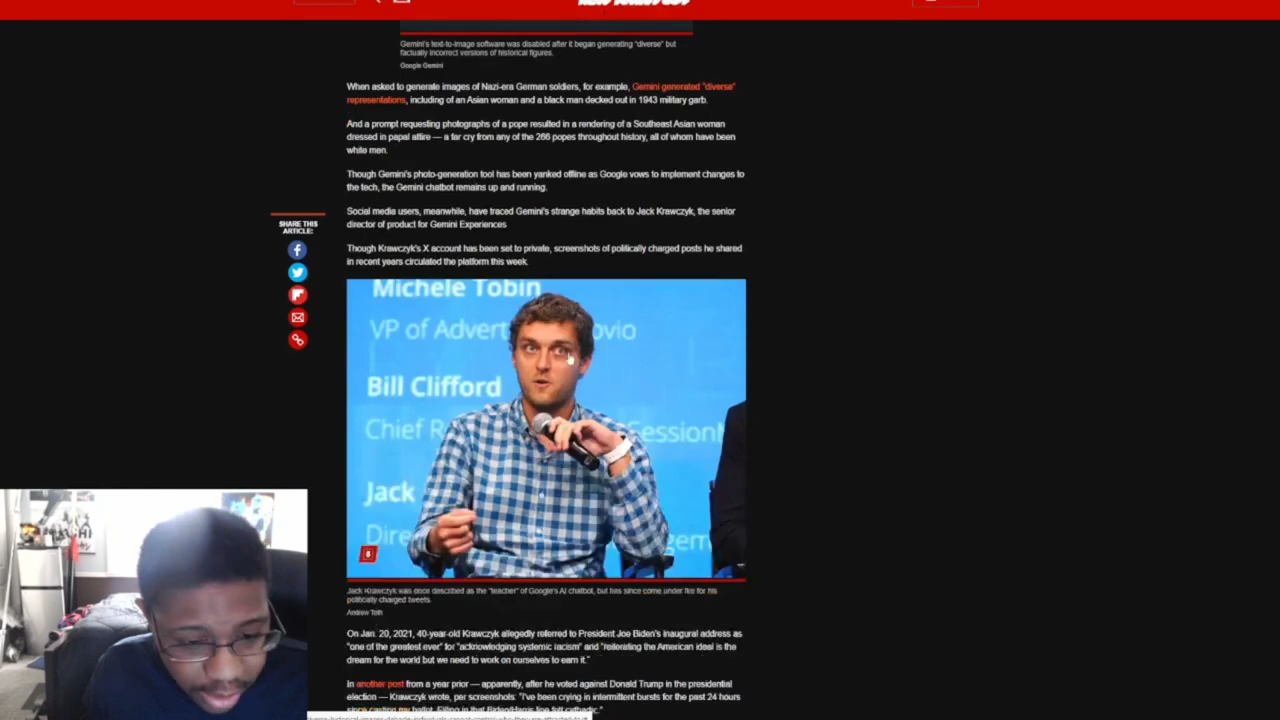 NEW YORK POST
Gemini's text-to-image software was disabled after it began generating "diverse" but
factually incorrect versions of historical figures.
Google Gemini
When asked to generate images of Nazi-era German soldiers, for example, Gemini generated "diverse"
representations, including of an Asian woman and a black man decked out in 1943 military garb.
And a prompt requesting photographs of a pope resulted in a rendering of a Southeast Asian woman
dressed in papal attire — a far cry from any of the 266 popes throughout history, all of whom have been
white men.
Though Gemini's photo-generation tool has been yanked offline as Google vows to implement changes to
the tech, the Gemini chatbot remains up and running.
Social media users, meanwhile, have traced Gemini's strange habits back to Jack Krawczyk, the senior
director of product for Gemini Experiences
Though Krawczyk's X account has been set to private, screenshots of politically charged posts he shared
in recent years circulated the platform this week.
SHARE THIS
ARTICLE:
Michele Tobin
VP of Advert ovio
Bill Clifford
Chief R SessionM
Jack
Dire gem
Jack Krawczyk was once described as the "teacher" of Google's AI chatbot, but has since come under fire for his
politically charged tweets.
Andrew Toth
On Jan. 20, 2021, 40-year-old Krawczyk allegedly referred to President Joe Biden's inaugural address as
"one of the greatest ever" for "acknowledging systemic racism" and "reiterating the American ideal is the
dream for the world but we need to work on ourselves to earn it."
In another post from a year prior — apparently, after he voted against Donald Trump in the presidential
election — Krawczyk wrote, per screenshots: "I've been crying in intermittent bursts for the past 24 hours
since casting my ballot. Filling in that Biden/Harris line felt cathartic."